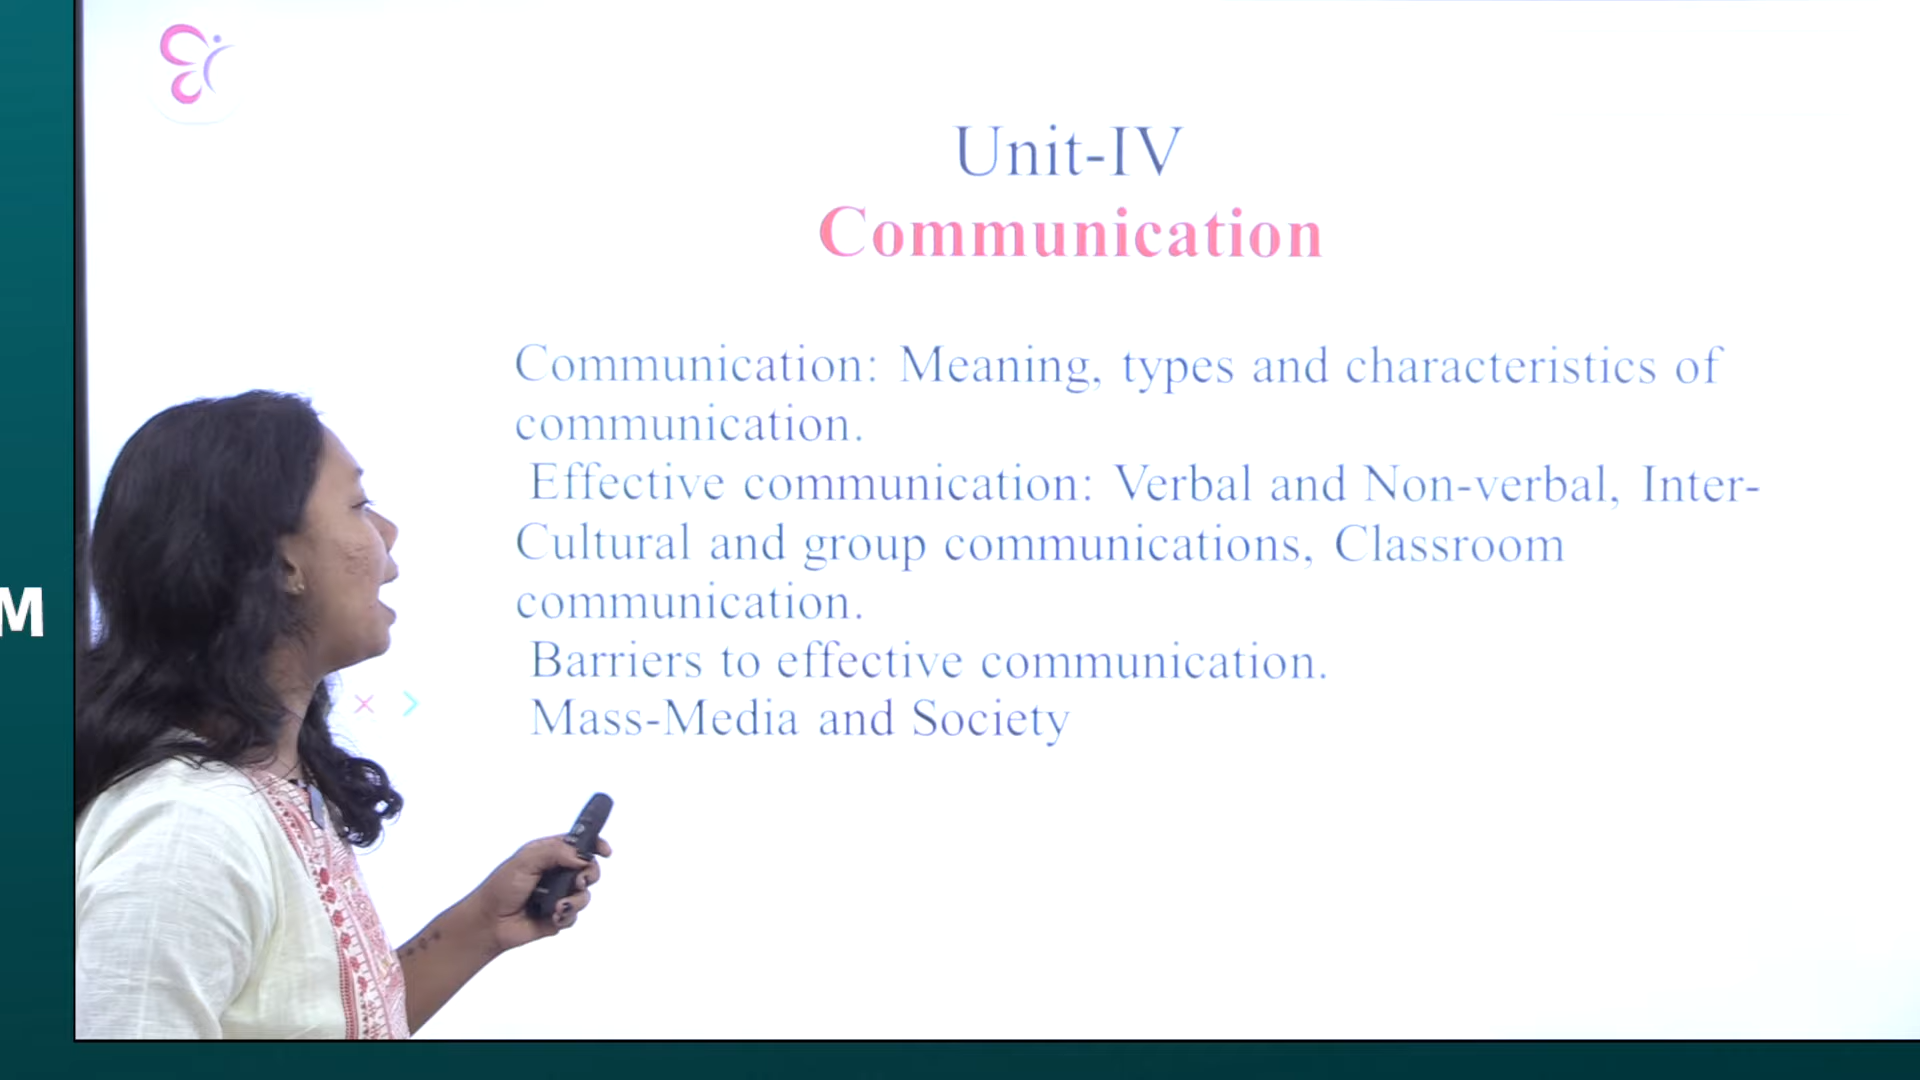 Unit-IV
Communication
Communication: Meaning, types and characteristics of
communication.
Effective communication: Verbal and Non-verbal, Inter-
Cultural and group communications, Classroom
communication.
Barriers to effective communication.
Mass-Media and Society
M